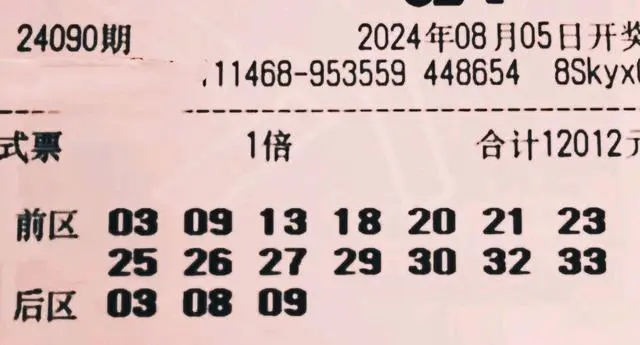 24090期 2024年08月05日开奖
11468-953559 448654 8Skyx
式票 1倍 合计12012元
前区 03 09 13 18 20 21 23
25 26 27 29 30 32 33
后区 03 08 09